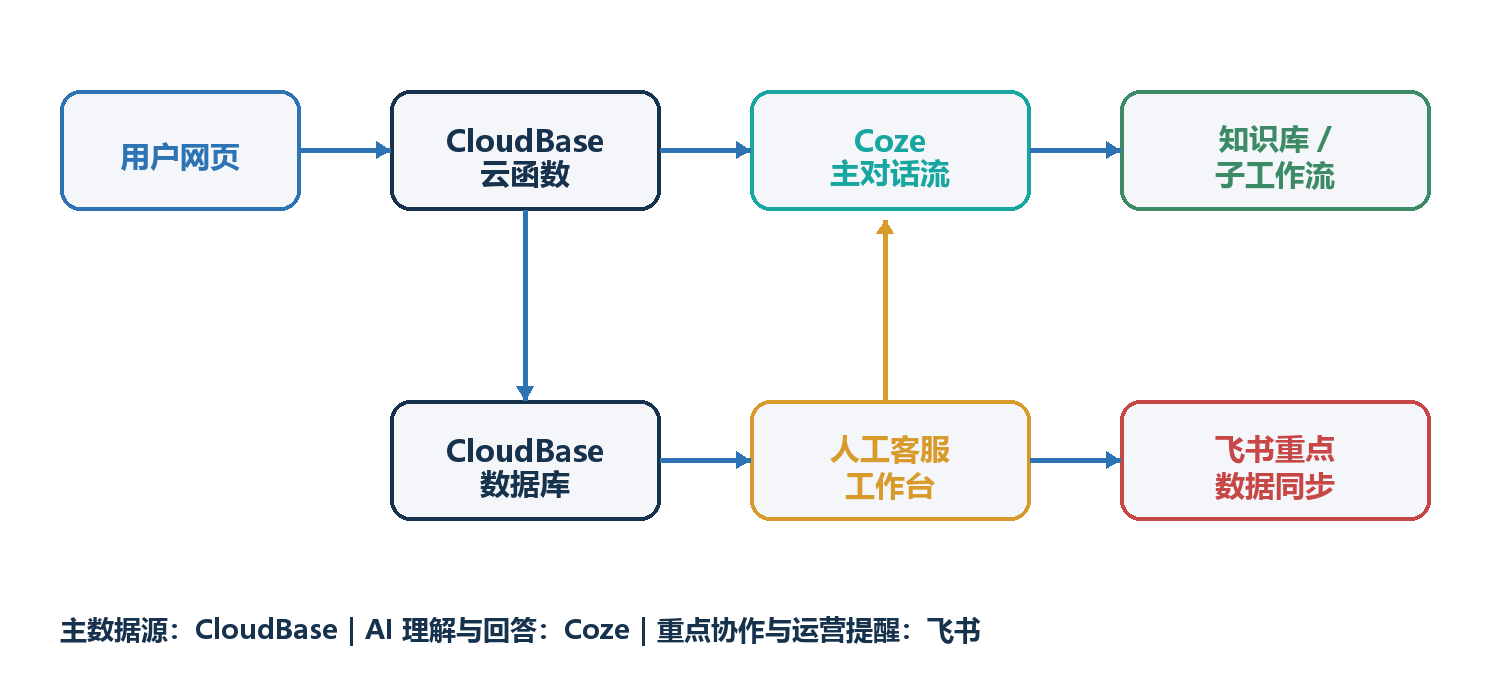 用户网页
CloudBase
云函数
Coze
主对话流
知识库 /
子工作流
CloudBase
数据库
人工客服
工作台
飞书重点
数据同步
主数据源：CloudBase | AI 理解与回答：Coze | 重点协作与运营提醒：飞书